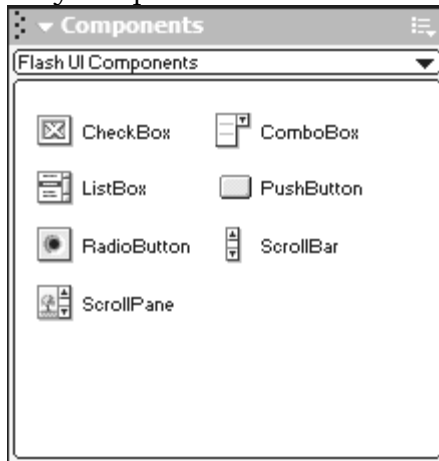 Components
Flash UI Components
CheckBox ComboBox
ListBox PushButton
RadioButton ScrollBar
ScrollPane